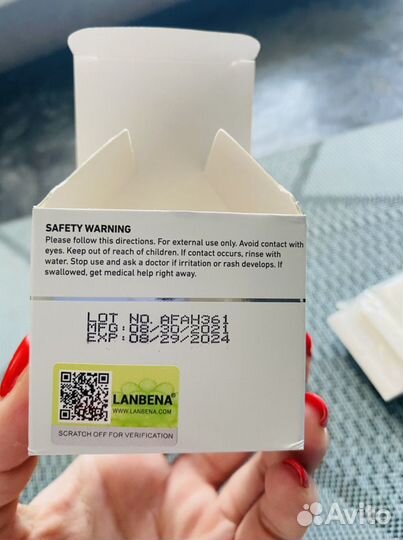 SAFETY WARNING
Please follow this directions. For external use only. Avoid contact with
eyes. Keep out of reach of children. If contact occurs, rinse with
water. Stop use and ask a doctor if irritation or rash develops. If
swallowed, get medical help right away.
LOT NO. AFAH361
MFG:08/30/2021
EXP:08/29/2024
LANBENA®
WWW.LANBENA.COM
SCRATCH OFF FOR VERIFICATION
Avito